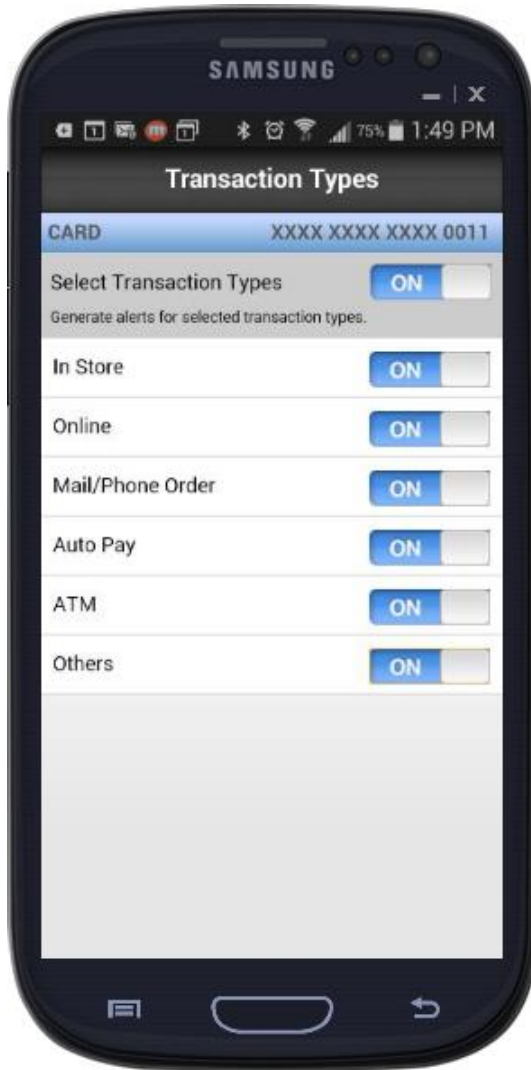 SAMSUNG
75% 1:49 PM
Transaction Types
CARD XXXX XXXX XXXX 0011
Select Transaction Types ON
Generate alerts for selected transaction types.
In Store ON
Online ON
Mail/Phone Order ON
Auto Pay ON
ATM ON
Others ON